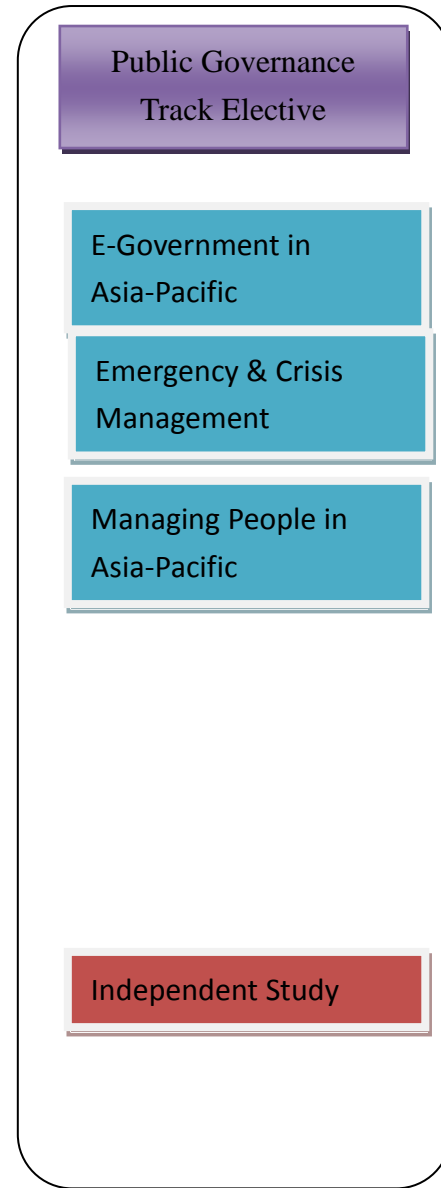 Public Governance
Track Elective
E-Government in
Asia-Pacific
Emergency & Crisis
Management
Managing People in
Asia-Pacific
Independent Study